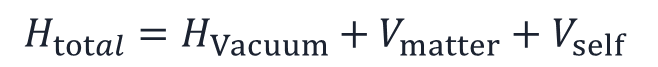 H_total = H_Vacuum + V_matter + V_self